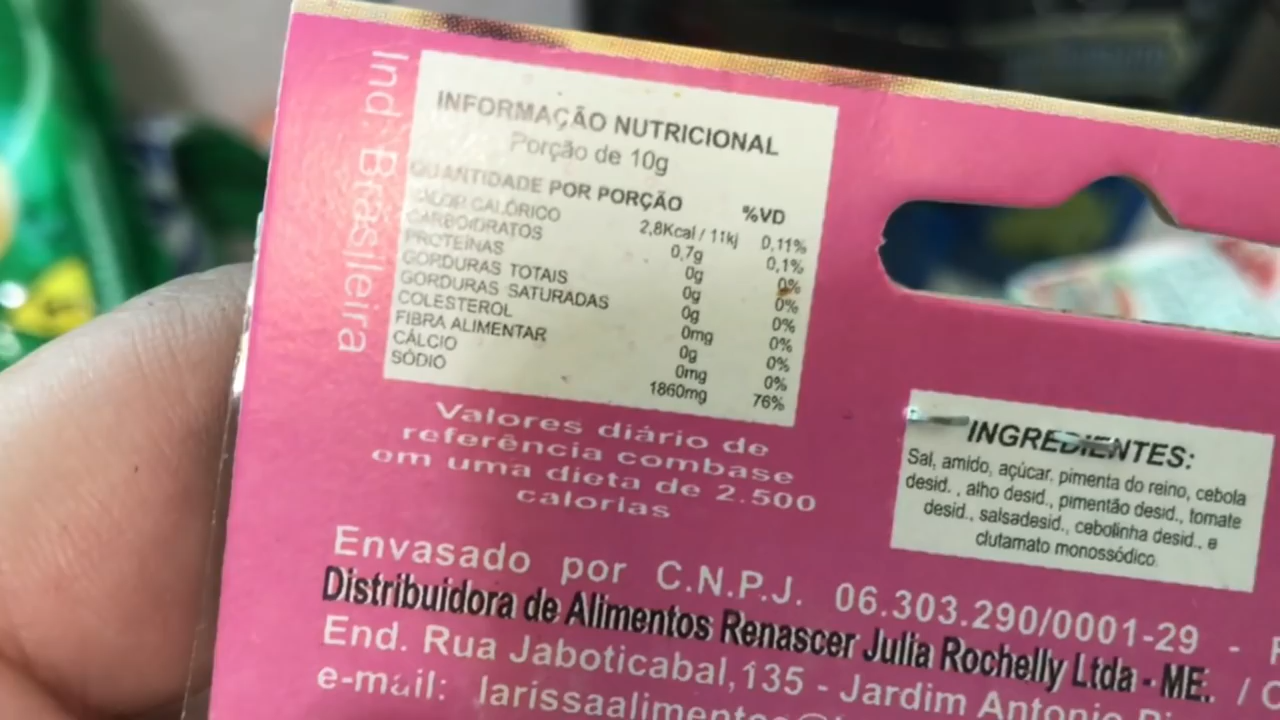 Ind. Brasileira
INFORMAÇÃO NUTRICIONAL
Porção de 10g
QUANTIDADE POR PORÇÃO %VD
VALOR CALÓRICO 2,8Kcal / 11kj 0,11%
CARBOIDRATOS 0,7g 0,1%
PROTEÍNAS 0g 0%
GORDURAS TOTAIS 0g 0%
GORDURAS SATURADAS 0g 0%
COLESTEROL 0mg 0%
FIBRA ALIMENTAR 0g 0%
CÁLCIO 0mg 0%
SÓDIO 1860mg 76%
Valores diário de
referência combase
em uma dieta de 2.500
calorias
INGREDIENTES:
Sal, amido, açúcar, pimenta do reino, cebola
desid. , alho desid., pimentão desid., tomate
desid., salsadesid., cebolinha desid., e
clutamato monossódico.
Envasado por C.N.P.J. 06.303.290/0001-29 -
Distribuidora de Alimentos Renascer Julia Rochelly Ltda - ME. /
End. Rua Jaboticabal,135 - Jardim Antonio
e-mail: